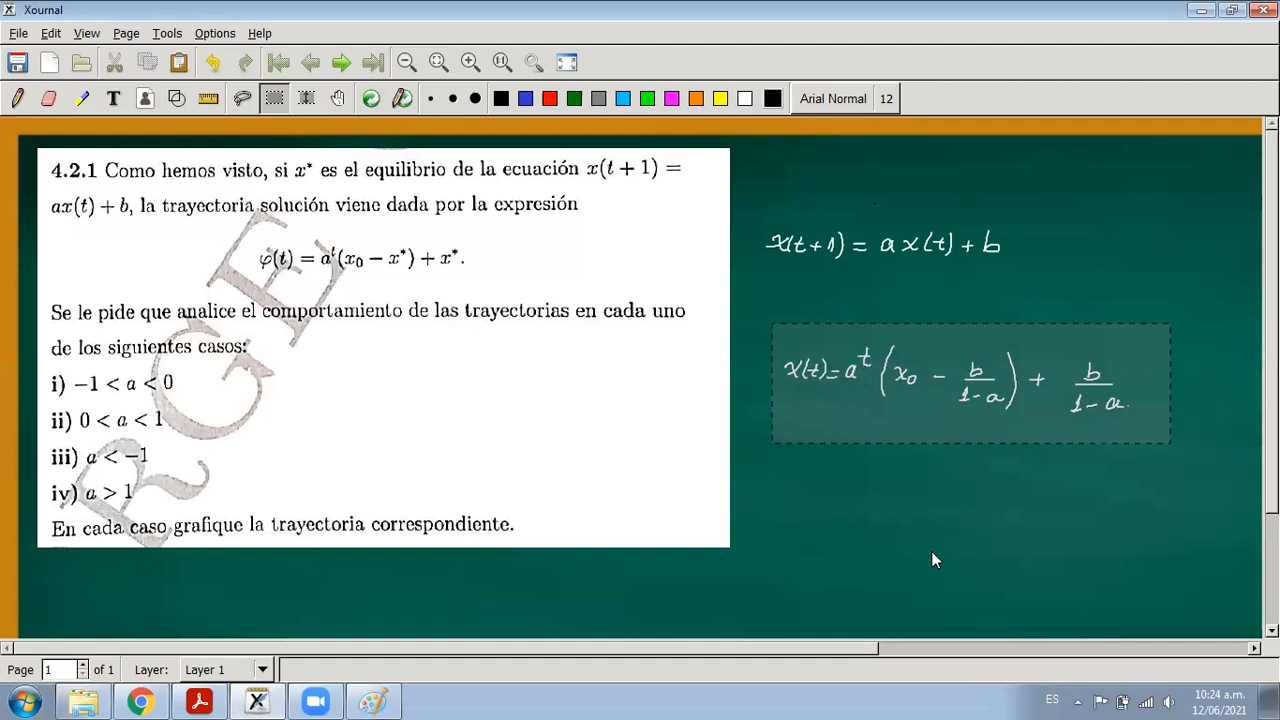 Xournal
File Edit View Page Tools Options Help
Arial Normal 12
4.2.1 Como hemos visto, si x* es el equilibrio de la ecuación x(t + 1) =
ax(t) + b, la trayectoria solución viene dada por la expresión
φ(t) = aᵗ(x₀ − x*) + x*.
Se le pide que analice el comportamiento de las trayectorias en cada uno
de los siguientes casos:
i) −1 < a < 0
ii) 0 < a < 1
iii) a < −1
iv) a > 1
En cada caso grafique la trayectoria correspondiente.
x(t+1) = a x(t) + b
x(t) = aᵗ (x₀ − b/(1−a)) + b/(1−a)
Page 1 of 1 Layer: Layer 1
ES 10:24 a.m.
12/06/2021